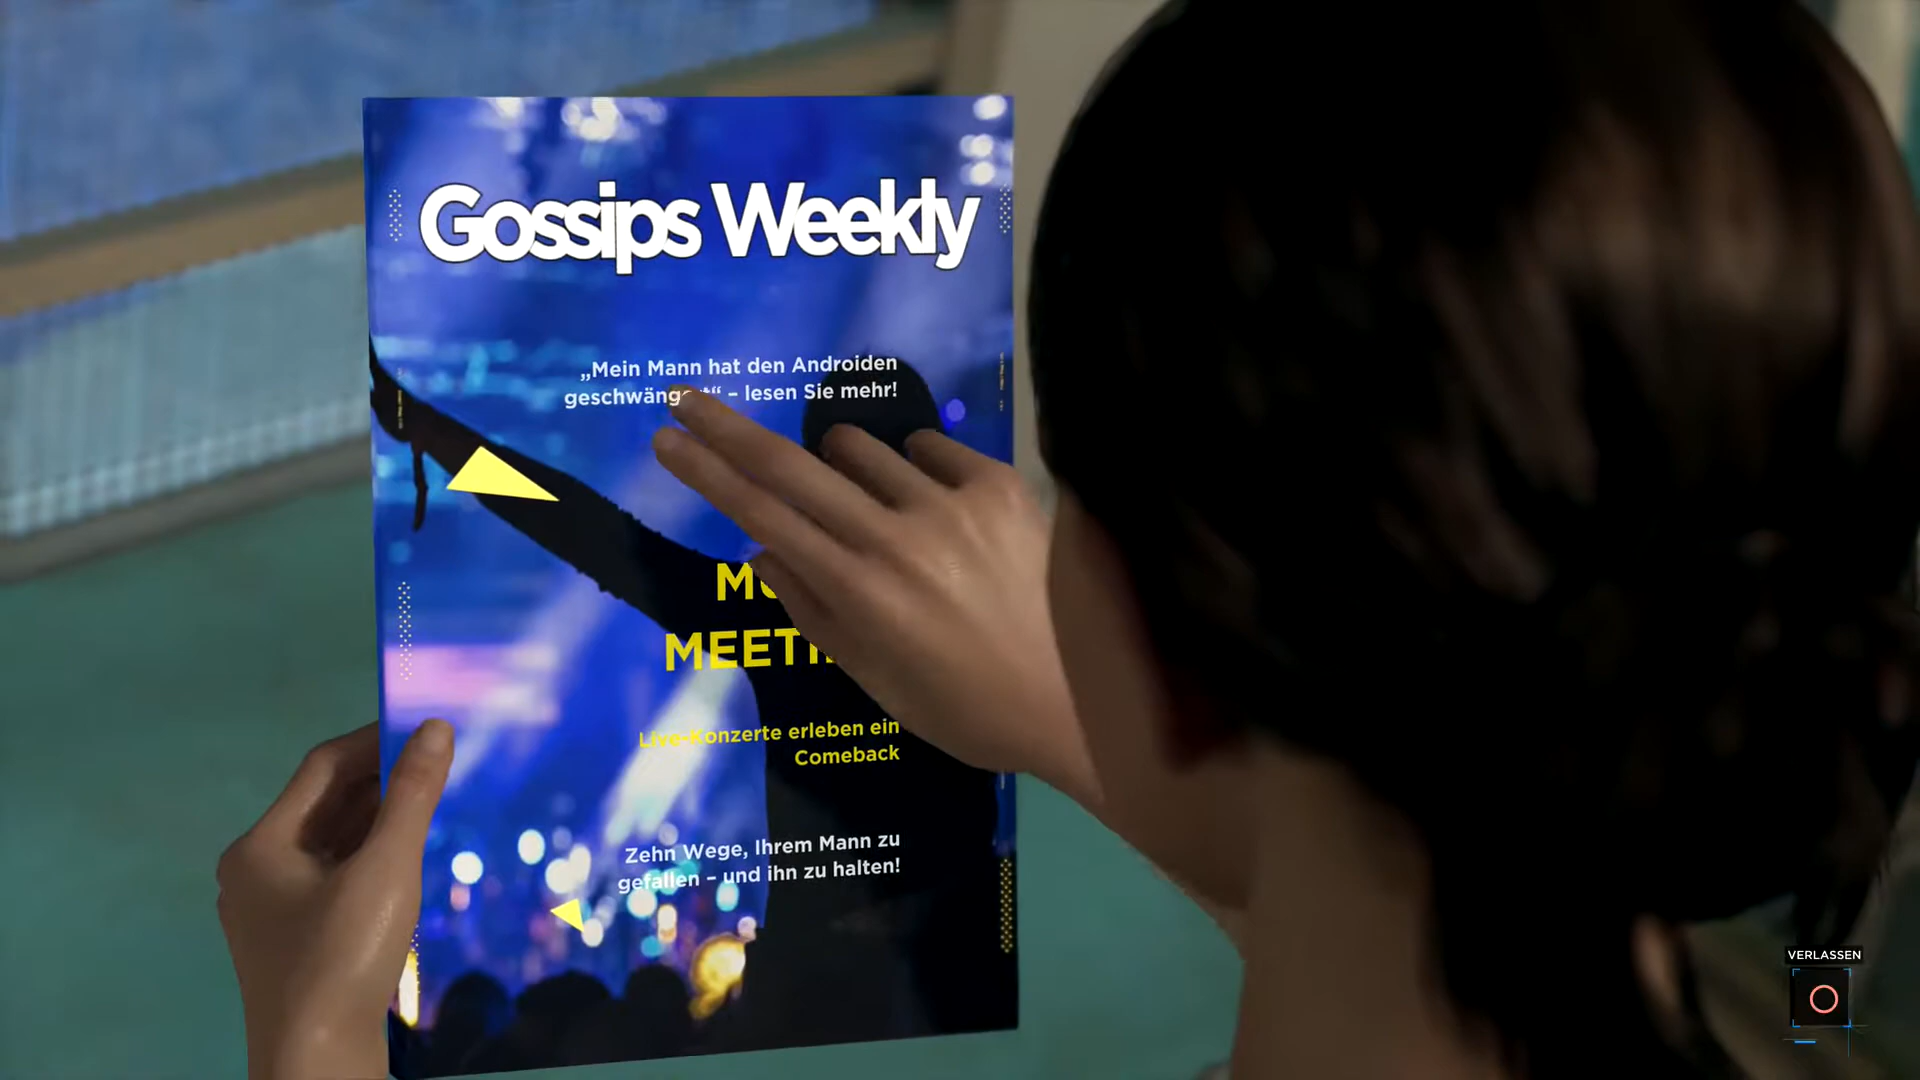 Gossips Weekly
„Mein Mann hat den Androiden
– lesen Sie mehr!
Live-Konzerte erleben ein
Comeback
Zehn Wege, Ihrem Mann zu
gefallen – und ihn zu halten!
VERLASSEN